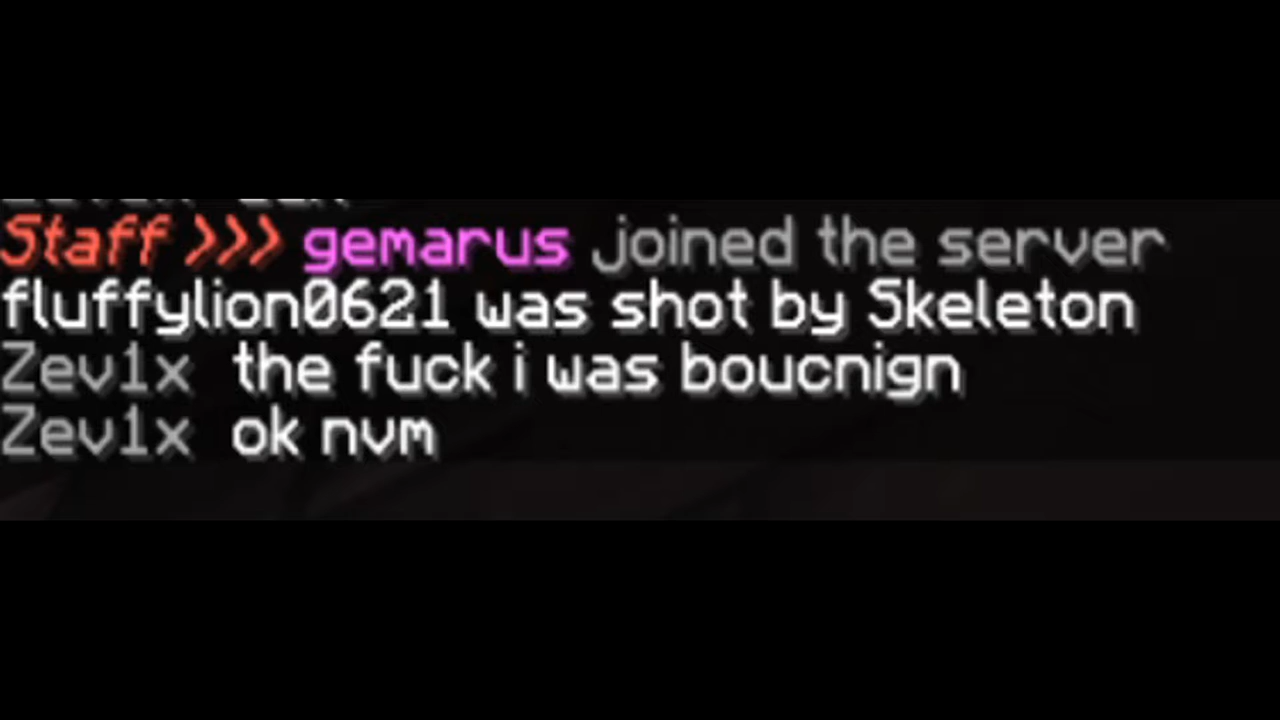 Staff >>> gemarus joined the server
fluffylion0621 was shot by Skeleton
Zev1x the fuck i was boucnign
Zev1x ok nvm